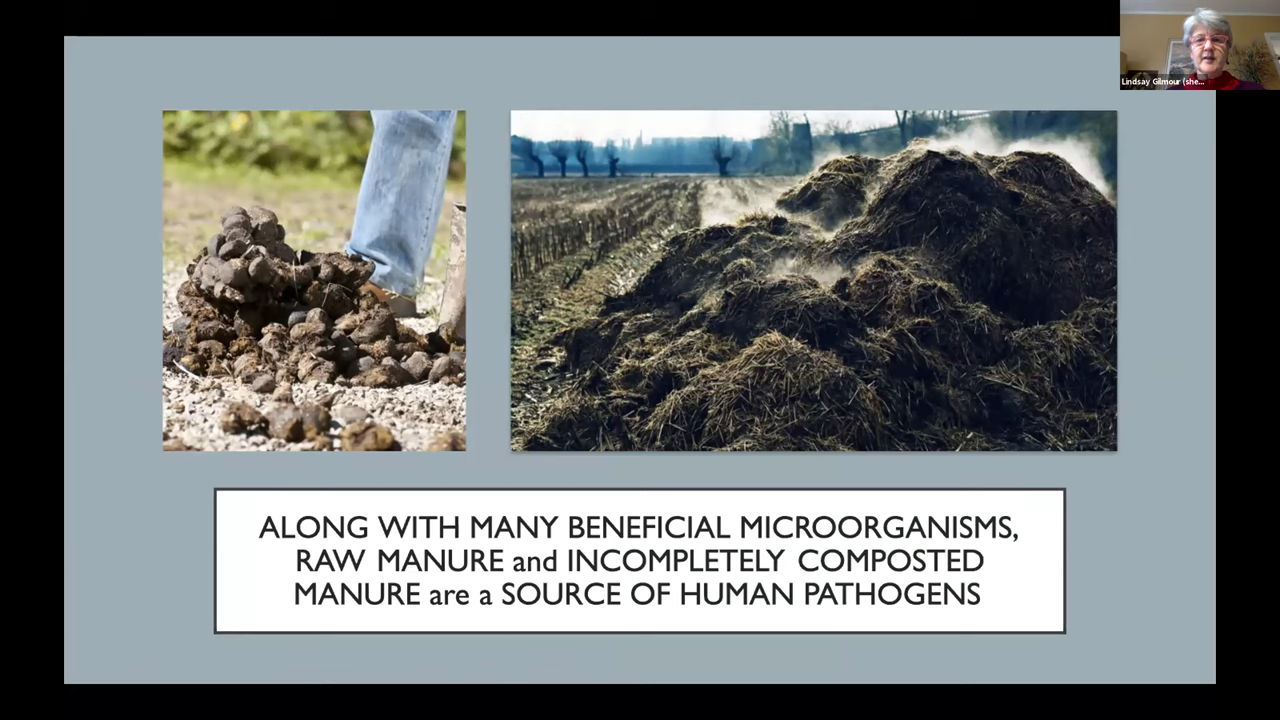 Lindsay Gilmour (she...
ALONG WITH MANY BENEFICIAL MICROORGANISMS,
RAW MANURE and INCOMPLETELY COMPOSTED
MANURE are a SOURCE OF HUMAN PATHOGENS